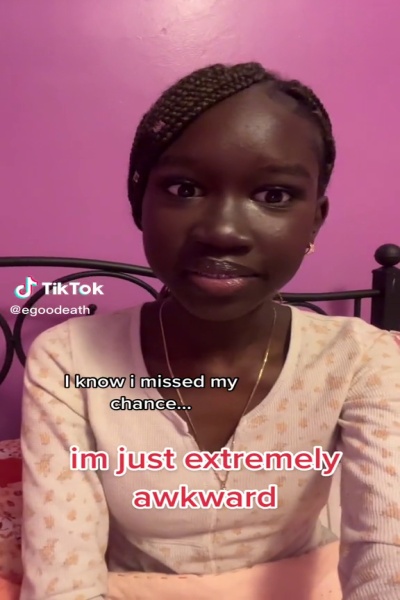 TikTok
@egoodeath
I know i missed my
chance...
im just extremely
awkward